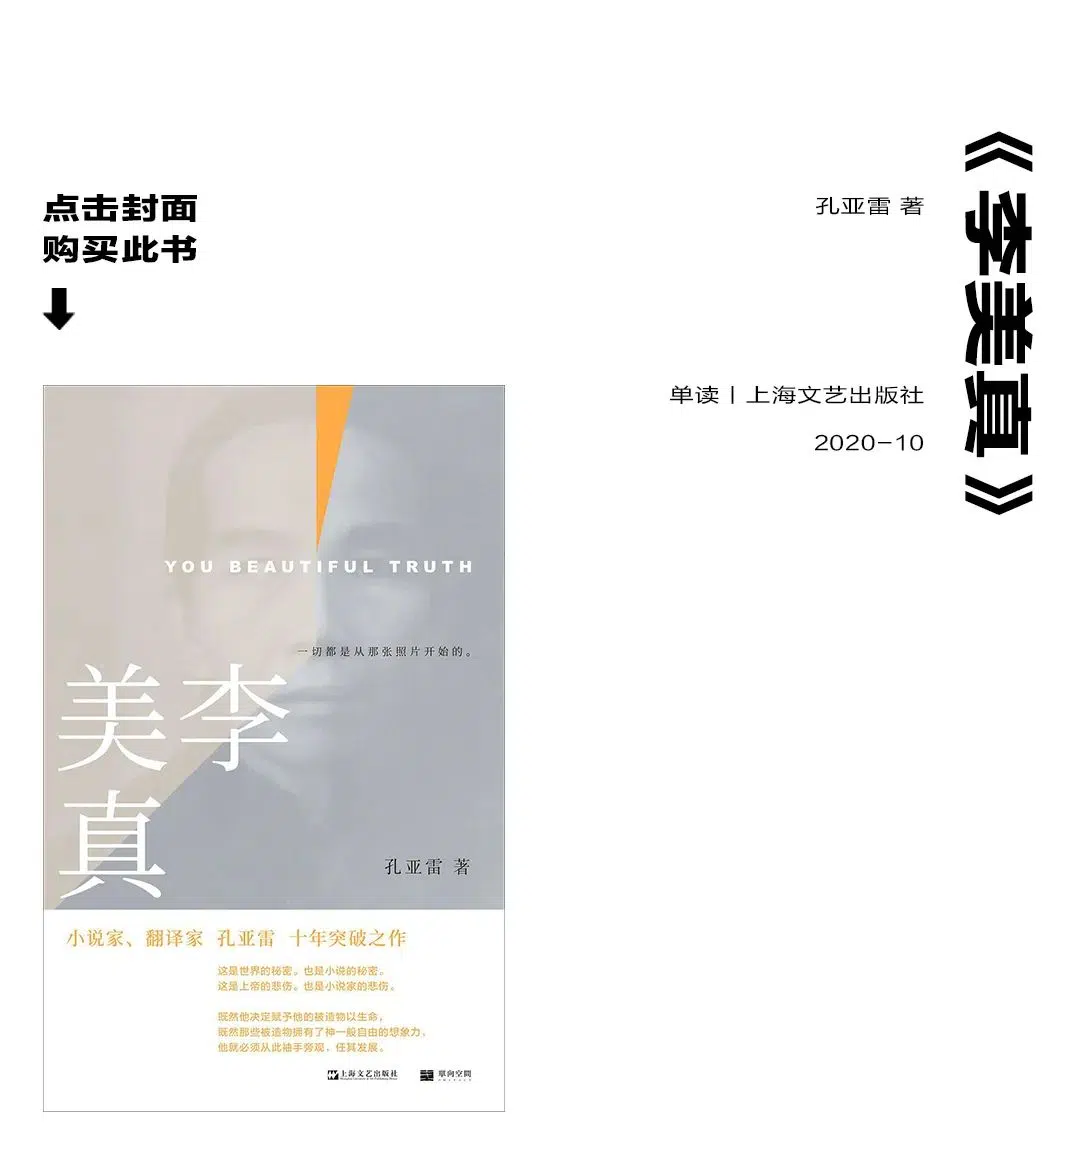 点击封面
购买此书
《李美真》
孔亚雷 著
单读|上海文艺出版社
2020-10
YOU BEAUTIFUL TRUTH
一切都是从那张照片开始的。
李美真
孔亚雷 著
小说家、翻译家 孔亚雷 十年突破之作
这是世界的秘密。也是小说的秘密。
这是上帝的悲伤。也是小说家的悲伤。
既然他决定赋予他的被造物以生命，
既然那些被造物拥有了神一般自由的想象力，
他就必须从此袖手旁观，任其发展。
上海文艺出版社
單向空間